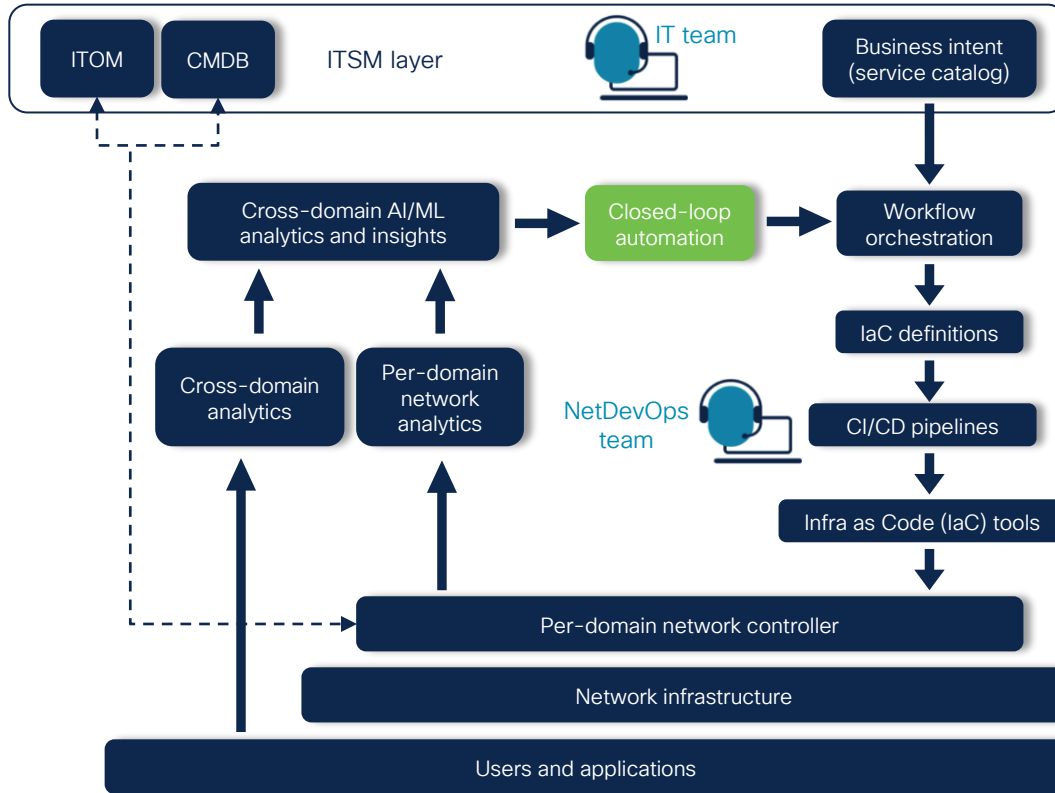 ITOM
CMDB
ITSM layer
IT team
Business intent
(service catalog)
Cross-domain AI/ML
analytics and insights
Closed-loop
automation
Workflow
orchestration
IaC definitions
Cross-domain
analytics
Per-domain
network
analytics
NetDevOps
team
CI/CD pipelines
Infra as Code (IaC) tools
Per-domain network controller
Network infrastructure
Users and applications